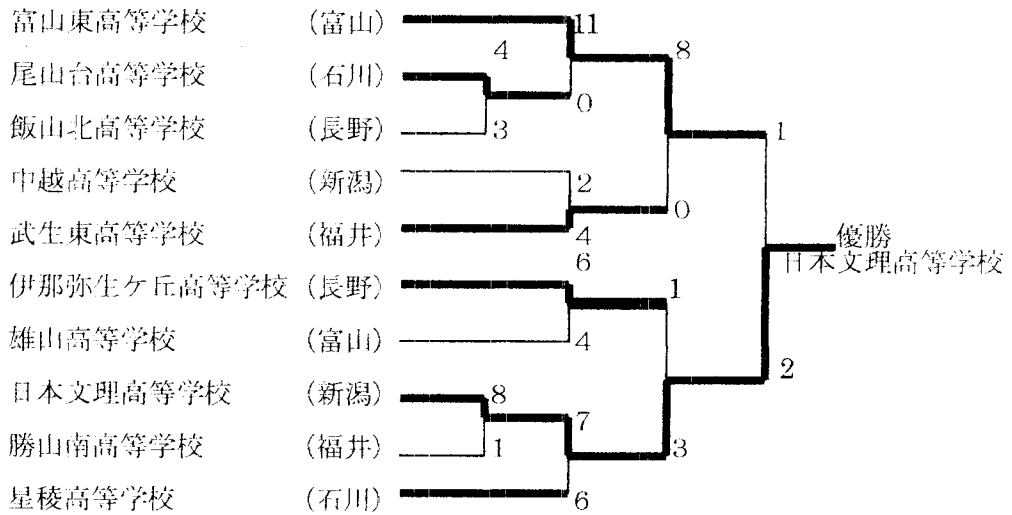 富山東高等学校 (富山) 11
4 8
尾山台高等学校 (石川)
0
飯山北高等学校 (長野) 3 1
中越高等学校 (新潟) 2
0
武生東高等学校 (福井) 4
優勝
6 日本文理高等学校
伊那弥生ケ丘高等学校 (長野) 1
雄山高等学校 (富山) 4
2
日本文理高等学校 (新潟) 8
7
勝山南高等学校 (福井) 1 3
星稜高等学校 (石川) 6